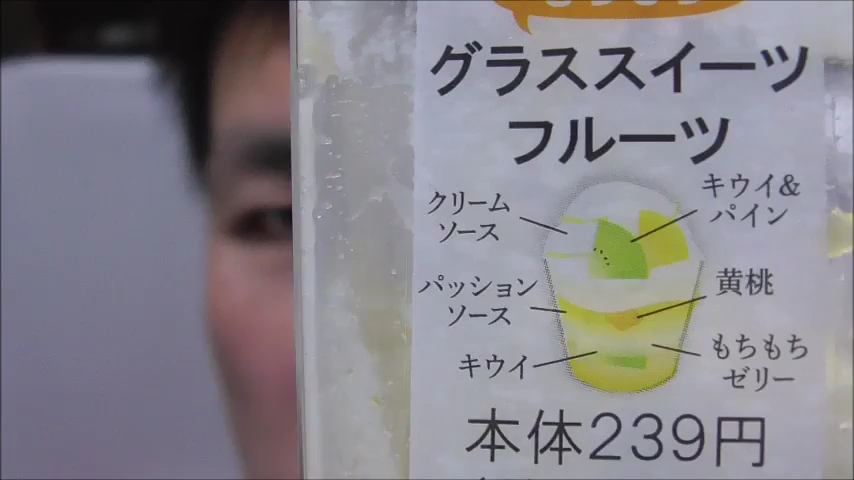 グラススイーツ
フルーツ
クリーム
ソース
キウイ&
パイン
パッション
ソース
黄桃
キウイ
もちもち
ゼリー
本体239円